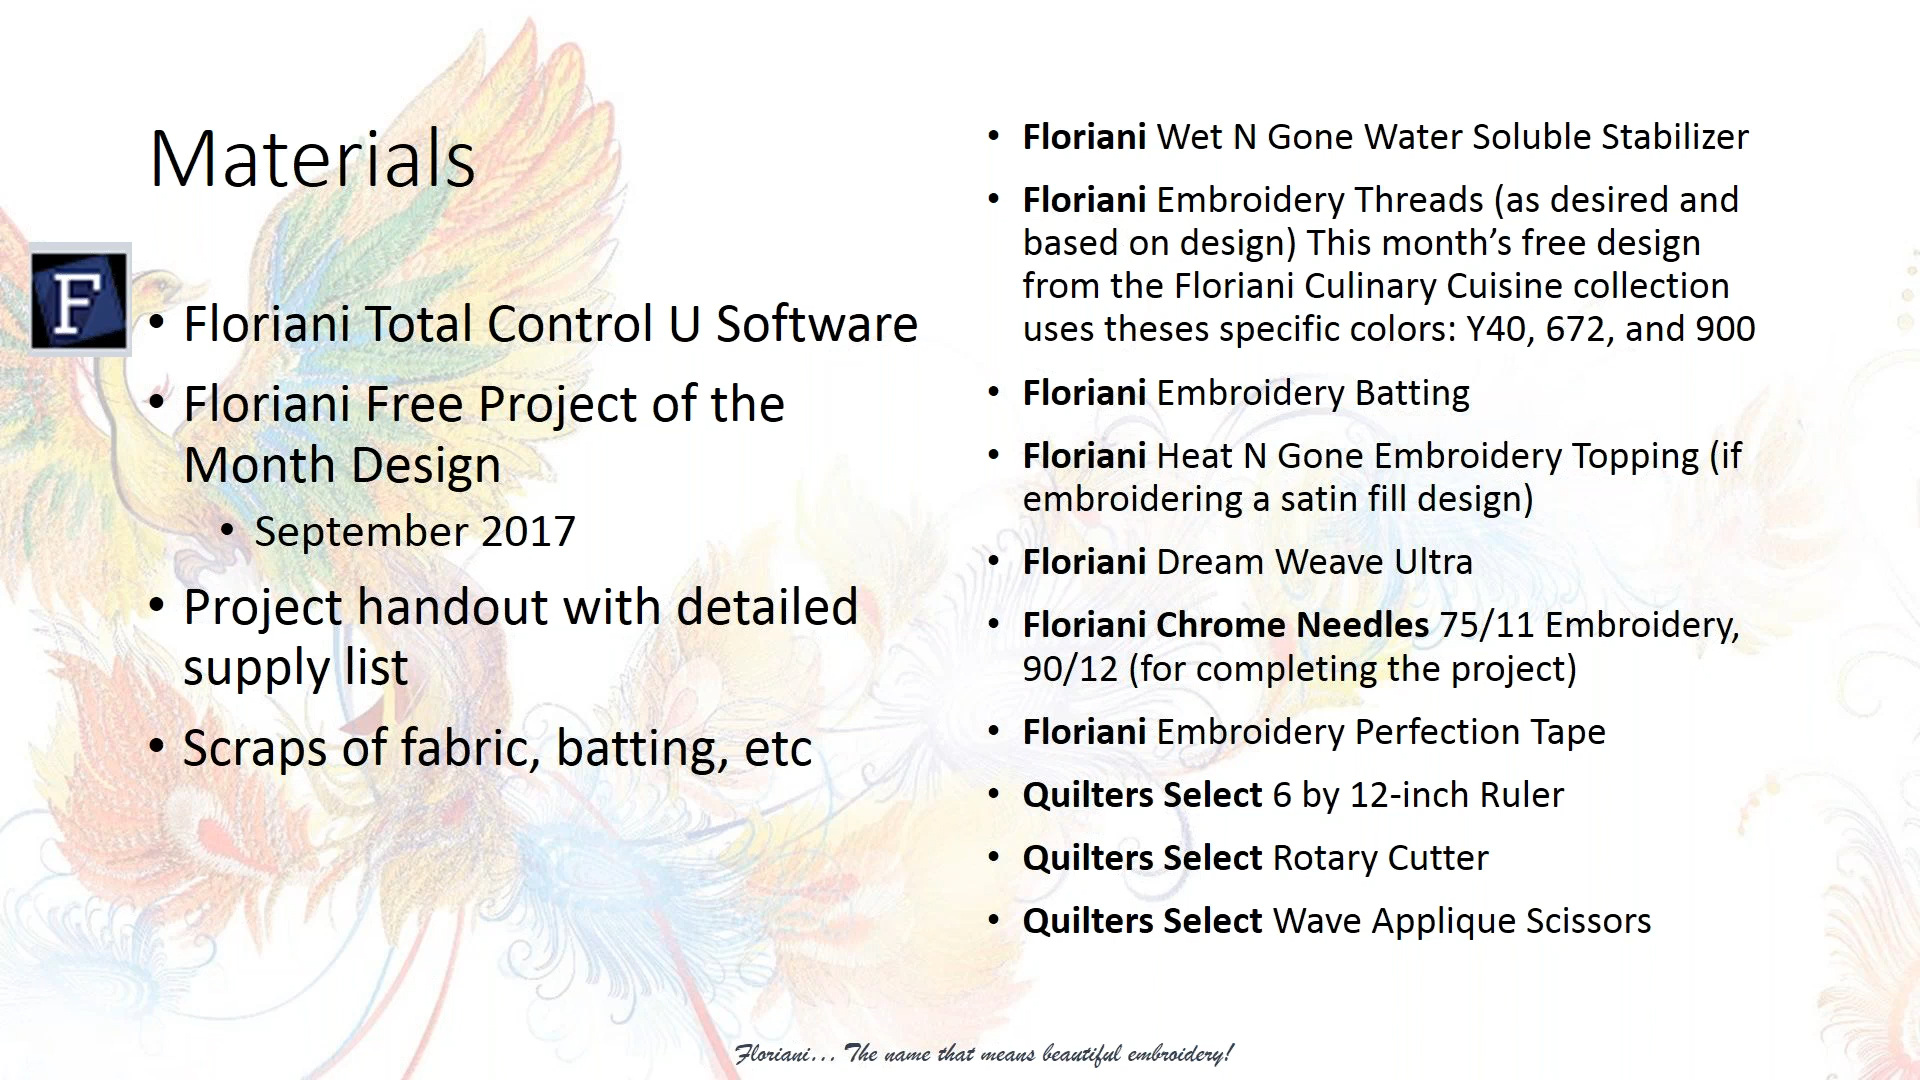 Materials
F
• Floriani Total Control U Software
• Floriani Free Project of the
Month Design
• September 2017
• Project handout with detailed
supply list
• Scraps of fabric, batting, etc
• Floriani Wet N Gone Water Soluble Stabilizer
• Floriani Embroidery Threads (as desired and
based on design) This month’s free design
from the Floriani Culinary Cuisine collection
uses theses specific colors: Y40, 672, and 900
• Floriani Embroidery Batting
• Floriani Heat N Gone Embroidery Topping (if
embroidering a satin fill design)
• Floriani Dream Weave Ultra
• Floriani Chrome Needles 75/11 Embroidery,
90/12 (for completing the project)
• Floriani Embroidery Perfection Tape
• Quilters Select 6 by 12-inch Ruler
• Quilters Select Rotary Cutter
• Quilters Select Wave Applique Scissors
Floriani... The name that means beautiful embroidery!